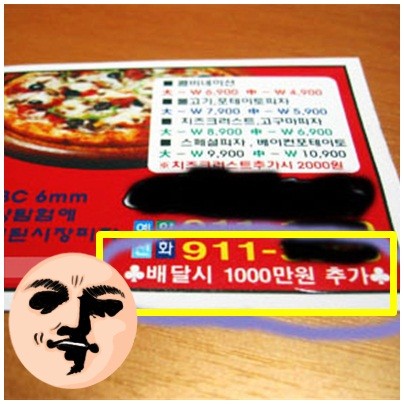 ■ 콤비네이션
大 - ₩ 6,900 中 - ₩ 4,900
■ 불고기,포테이토피자
大 - ₩ 7,900 中 - ₩ 5,900
■ 치즈크러스트,고구마피자
大 - ₩ 8,900 中 - ₩ 6,900
■ 스페셜피자 , 베이컨포테이토
中 - ₩ 9,900 大 - ₩ 10,900
※치즈크러스트추가시 2000원
BC 6mm
전화 911-
♣배달시 1000만원 추가♣